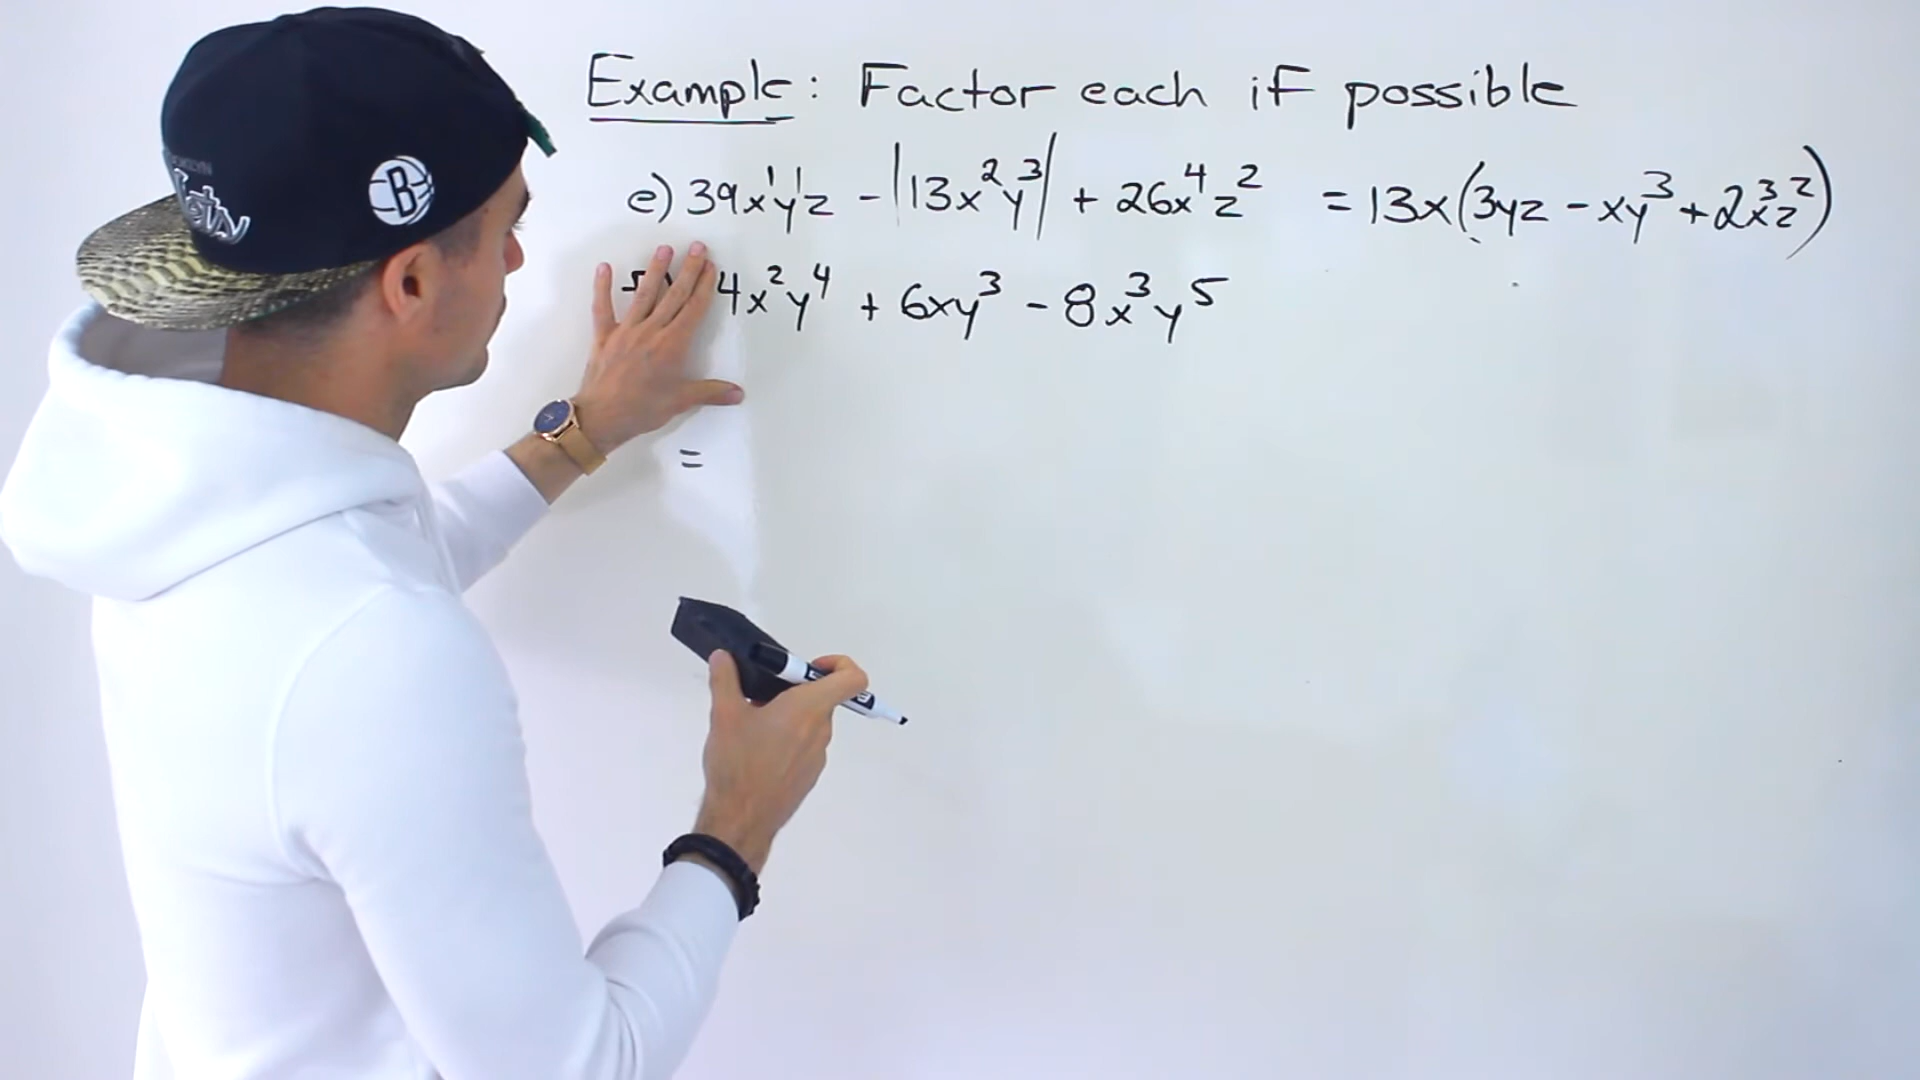 Example: Factor each if possible
e) 39x¹y¹z - |13x²y³| + 26x⁴z² = 13x(3yz - xy³ + 2x³z²)
4x²y⁴ + 6xy³ - 8x³y⁵
=
B